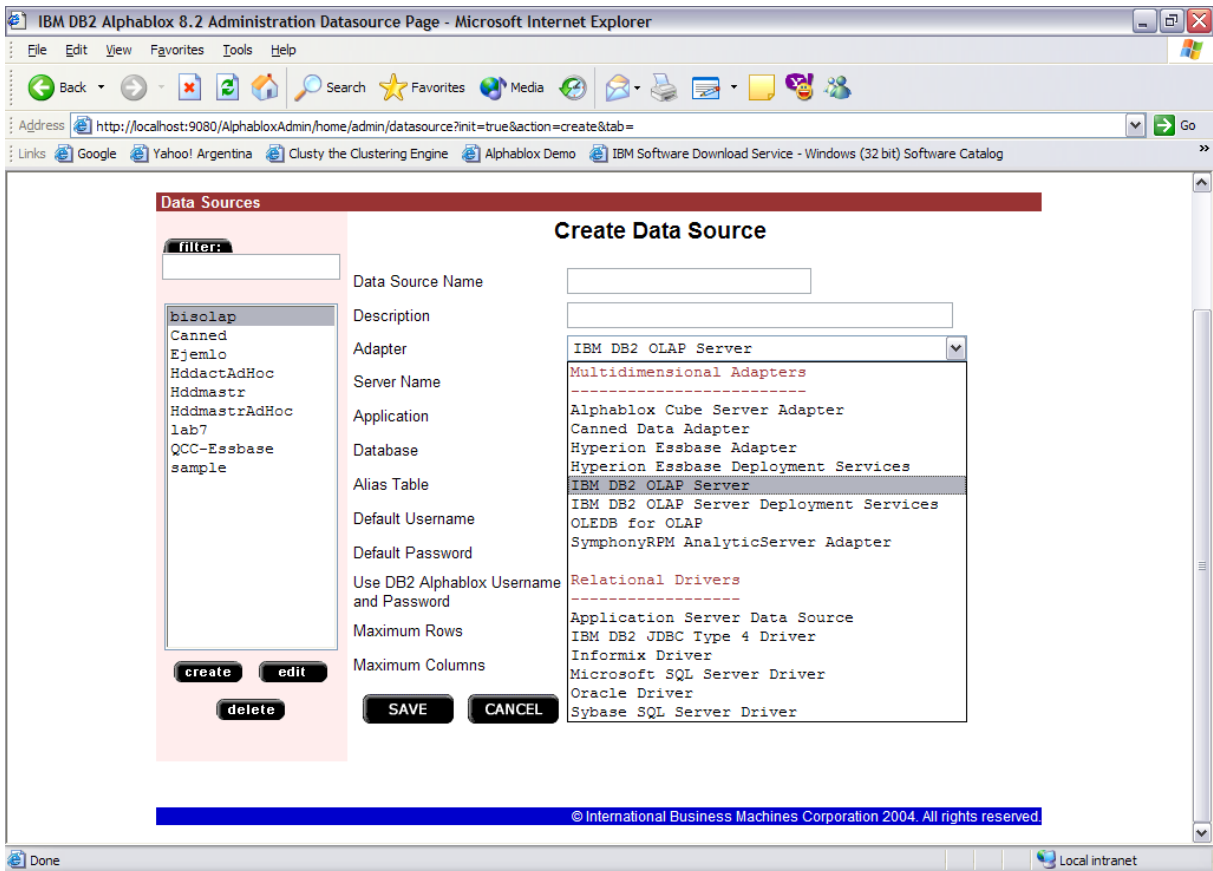 IBM DB2 Alphablox 8.2 Administration Datasource Page - Microsoft Internet Explorer
File Edit View Favorites Tools Help
Back Search Favorites Media
Address http://localhost:9080/AlphabloxAdmin/home/admin/datasource?init=true&action=create&tab= Go
Links Google Yahoo! Argentina Clusty the Clustering Engine Alphablox Demo IBM Software Download Service - Windows (32 bit) Software Catalog »
Data Sources
filter:
bisolap
Canned
Ejemlo
HddactAdHoc
Hddmastr
HddmastrAdHoc
lab7
QCC-Essbase
sample
create edit
delete
Create Data Source
Data Source Name
Description
Adapter IBM DB2 OLAP Server
Server Name
Application
Database
Alias Table
Default Username
Default Password
Use DB2 Alphablox Username
and Password
Maximum Rows
Maximum Columns
SAVE CANCEL
Multidimensional Adapters
-------------------------
Alphablox Cube Server Adapter
Canned Data Adapter
Hyperion Essbase Adapter
Hyperion Essbase Deployment Services
IBM DB2 OLAP Server
IBM DB2 OLAP Server Deployment Services
OLEDB for OLAP
SymphonyRPM AnalyticServer Adapter
Relational Drivers
------------------
Application Server Data Source
IBM DB2 JDBC Type 4 Driver
Informix Driver
Microsoft SQL Server Driver
Oracle Driver
Sybase SQL Server Driver
© International Business Machines Corporation 2004. All rights reserved.
Done Local intranet